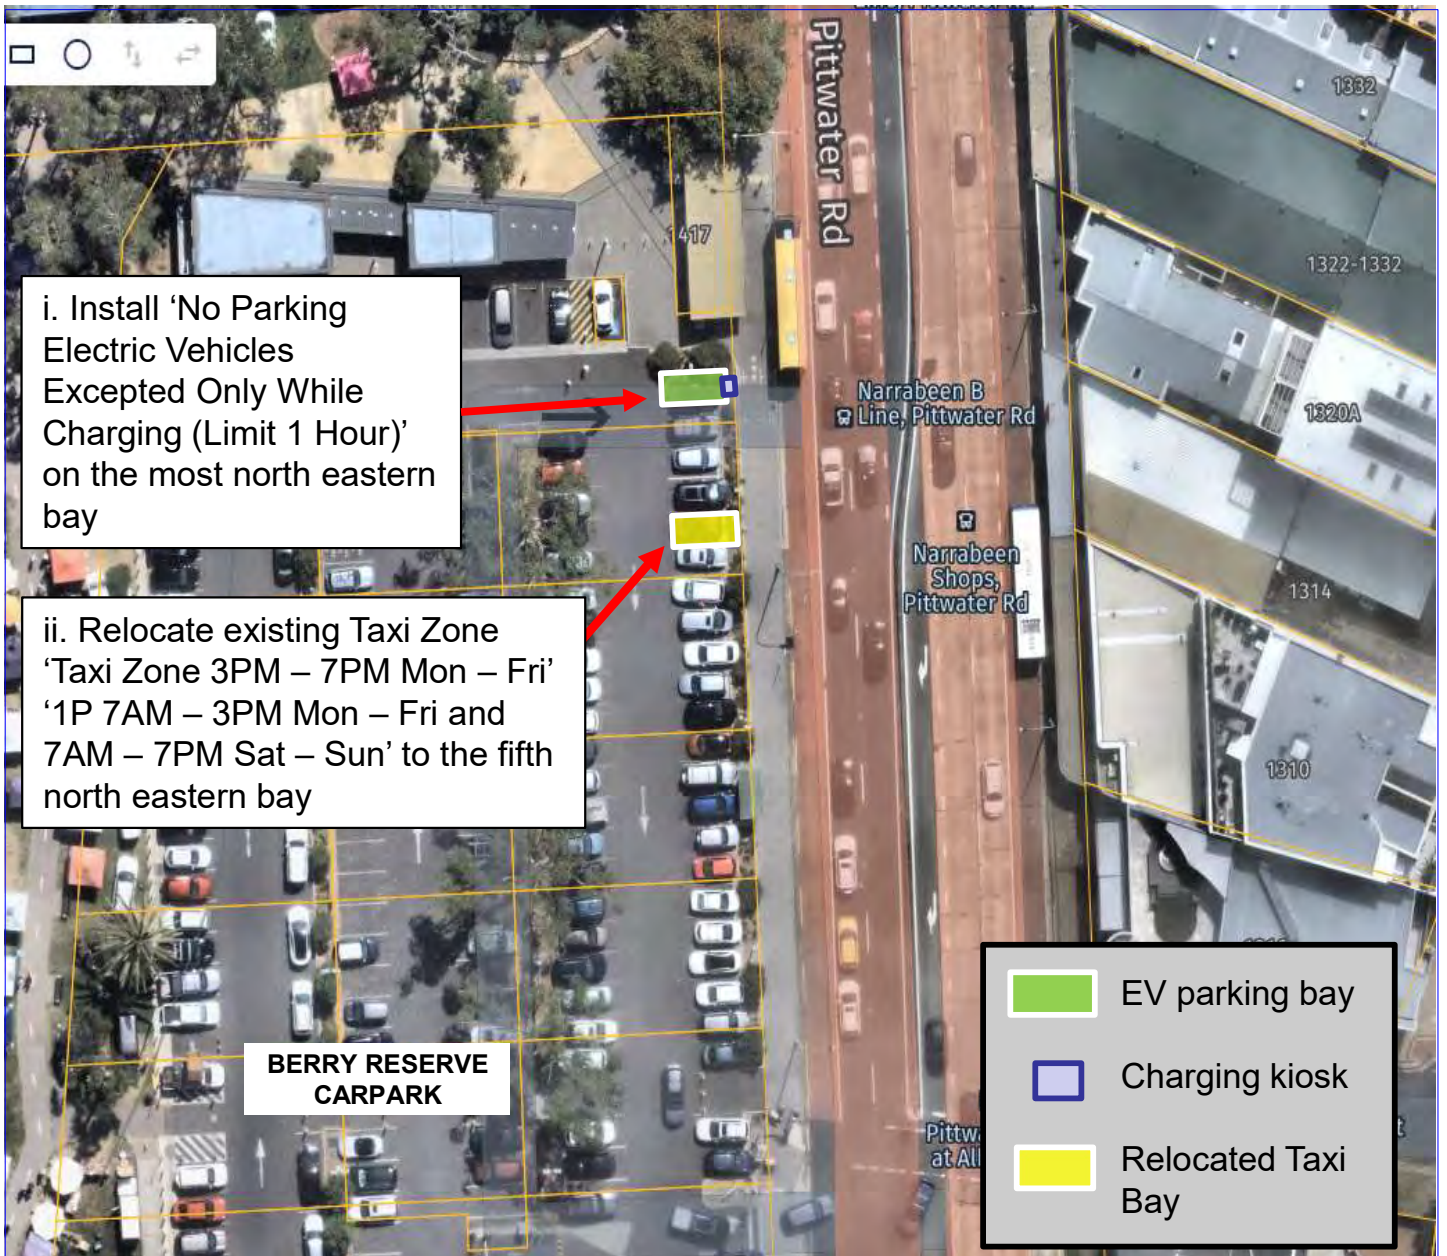 Pittwater Rd
1332
1417
1322-1332
i. Install ‘No Parking
Electric Vehicles
Excepted Only While
Charging (Limit 1 Hour)’
on the most north eastern
bay
Narrabeen B
Line, Pittwater Rd
1320A
Narrabeen
Shops,
Pittwater Rd
1314
ii. Relocate existing Taxi Zone
‘Taxi Zone 3PM – 7PM Mon – Fri’
‘1P 7AM – 3PM Mon – Fri and
7AM – 7PM Sat – Sun’ to the fifth
north eastern bay
1310
EV parking bay
BERRY RESERVE
CARPARK
Charging kiosk
at
Relocated Taxi
Bay